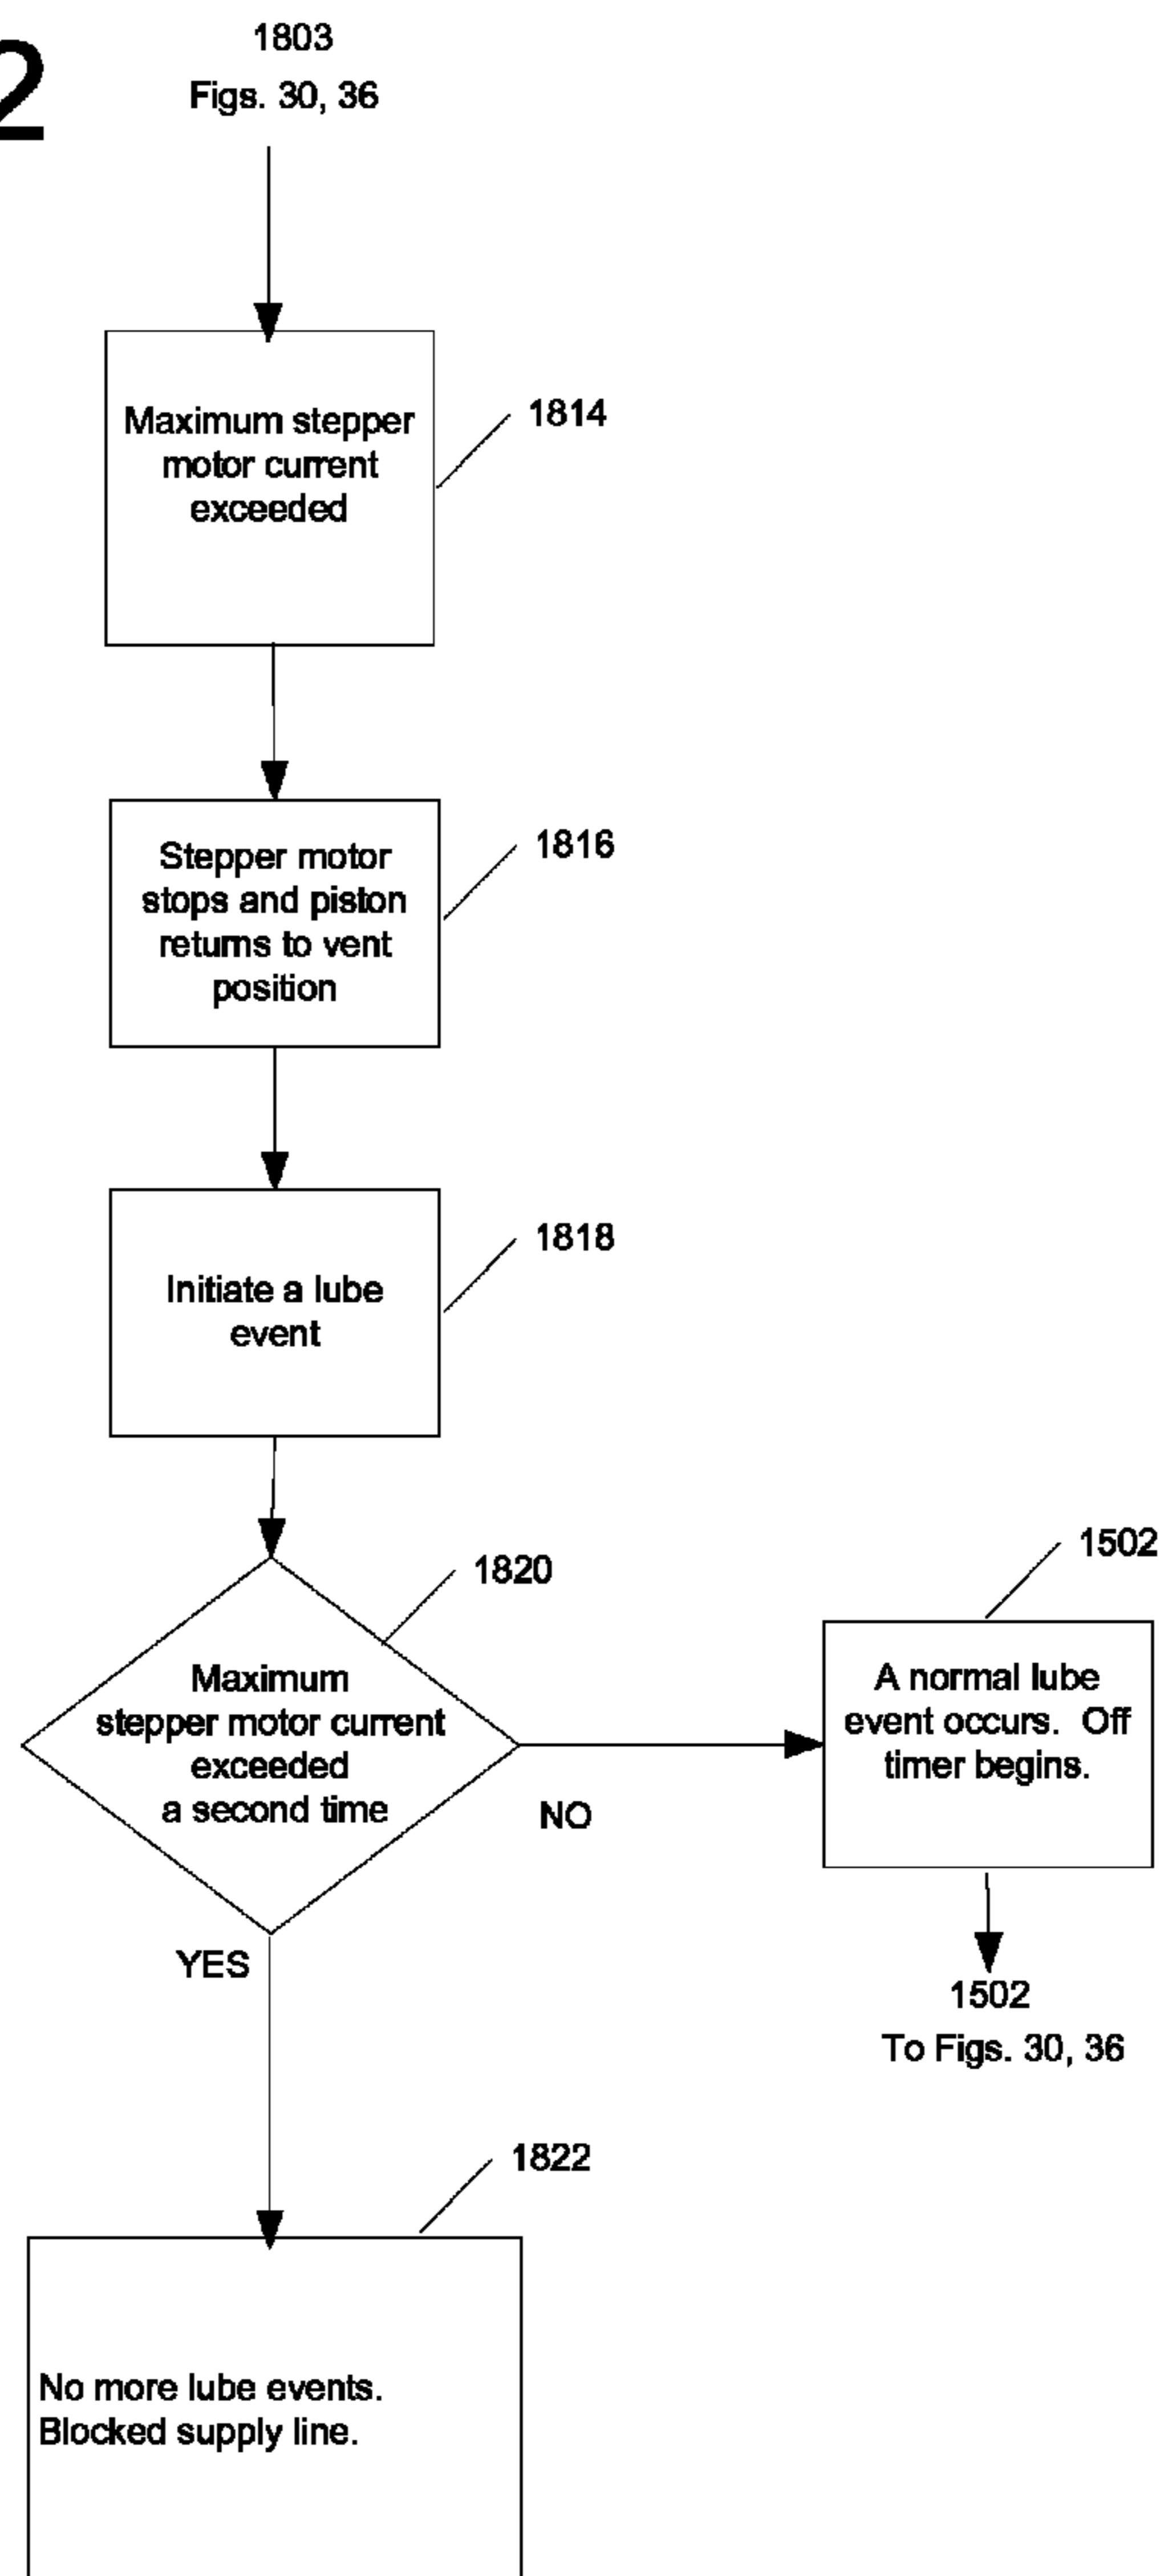 2
1803
Figs. 30, 36
Maximum stepper
motor current
exceeded
1814
Stepper motor
stops and piston
returns to vent
position
1816
Initiate a lube
event
1818
Maximum
stepper motor current
exceeded
a second time
1820
NO
YES
1502
A normal lube
event occurs.  Off
timer begins.
1502
To Figs. 30, 36
1822
No more lube events.
Blocked supply line.